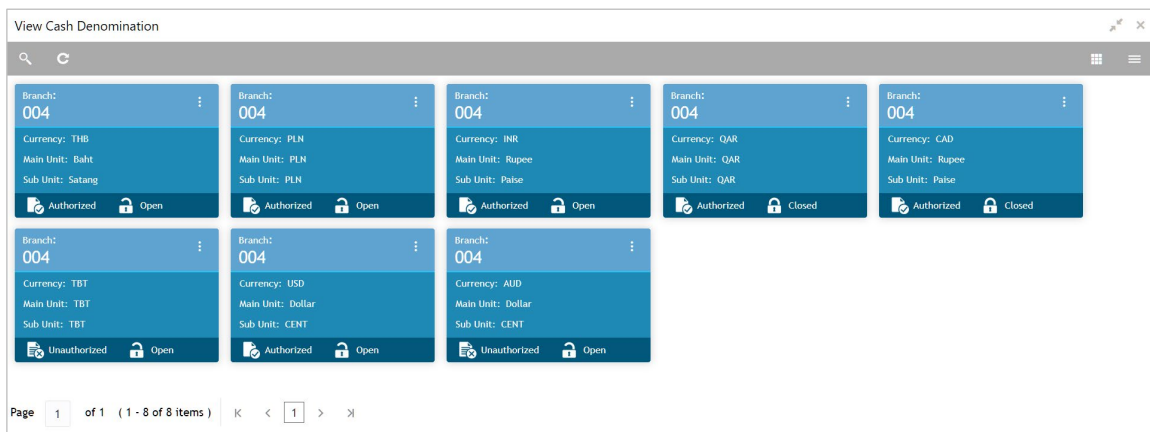 View Cash Denomination
Branch: Branch: Branch: Branch: Branch:
004 004 004 004 004
Currency: THB Currency: PLN Currency: INR Currency: QAR Currency: CAD
Main Unit: Baht Main Unit: PLN Main Unit: Rupee Main Unit: QAR Main Unit: Rupee
Sub Unit: Satang Sub Unit: PLN Sub Unit: Paise Sub Unit: QAR Sub Unit: Paise
Authorized Open Authorized Open Authorized Open Authorized Closed Authorized Closed
Branch: Branch: Branch:
004 004 004
Currency: TBT Currency: USD Currency: AUD
Main Unit: TBT Main Unit: Dollar Main Unit: Dollar
Sub Unit: TBT Sub Unit: CENT Sub Unit: CENT
Unauthorized Open Authorized Open Unauthorized Open
Page 1 of 1 ( 1 - 8 of 8 items ) 1